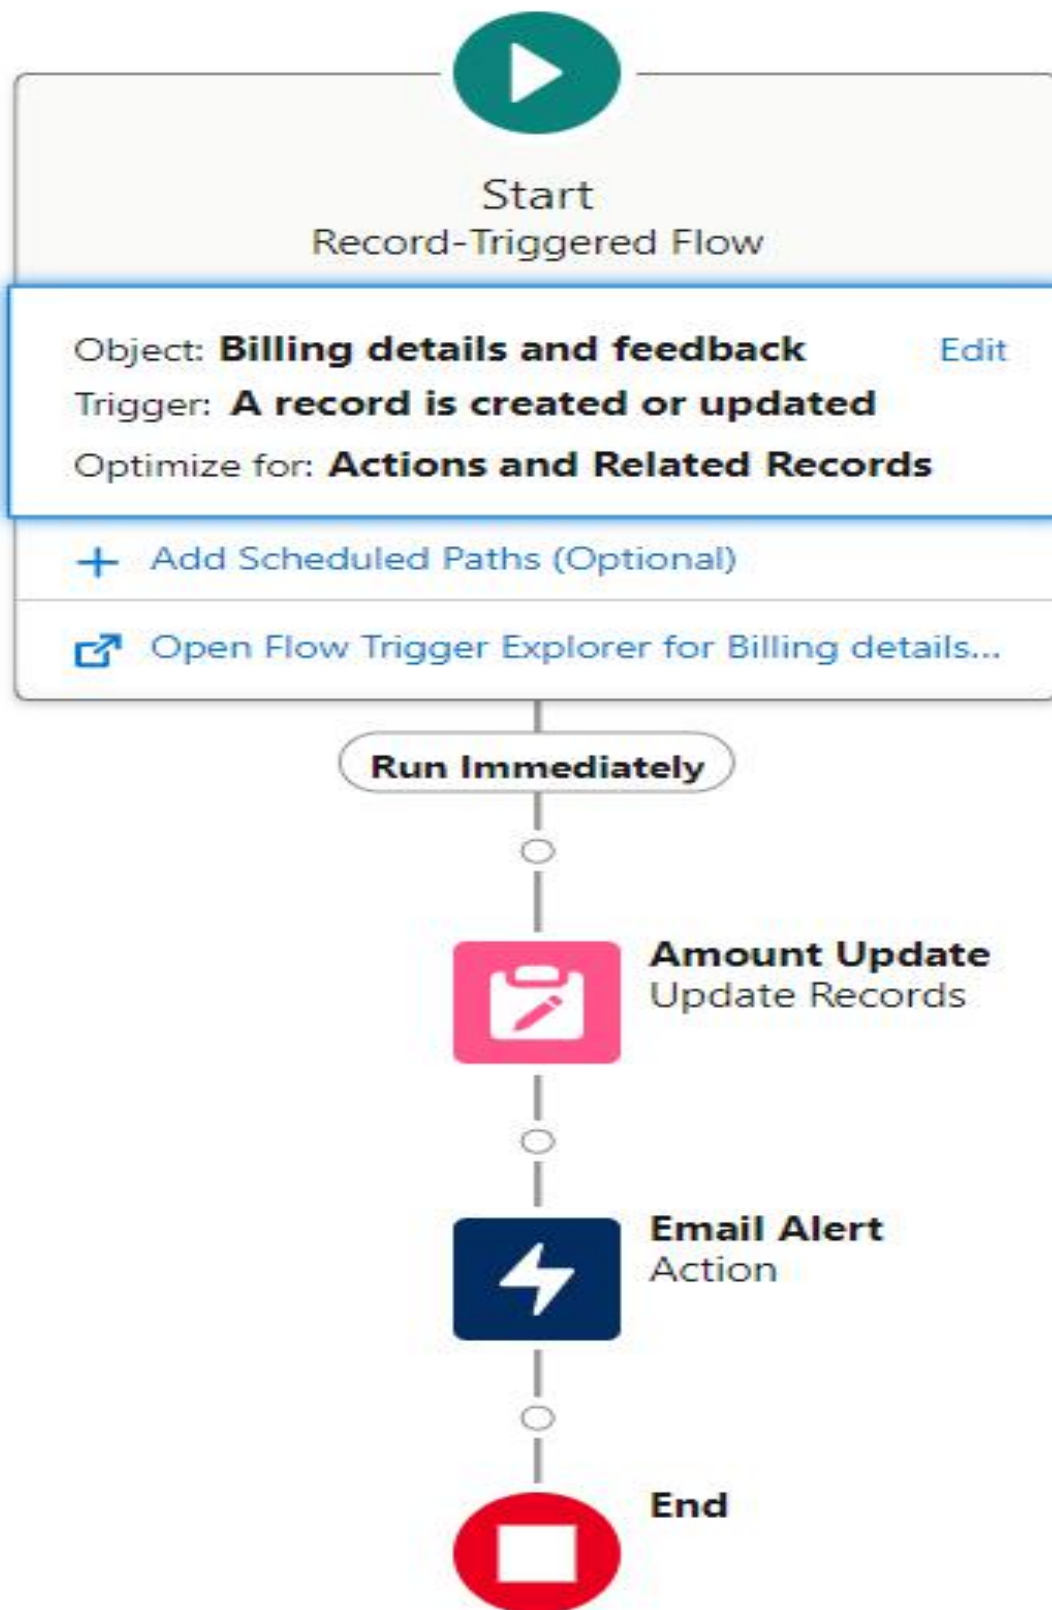 Start
Record-Triggered Flow
Object: Billing details and feedback Edit
Trigger: A record is created or updated
Optimize for: Actions and Related Records
+ Add Scheduled Paths (Optional)
Open Flow Trigger Explorer for Billing details...
Run Immediately
Amount Update
Update Records
Email Alert
Action
End